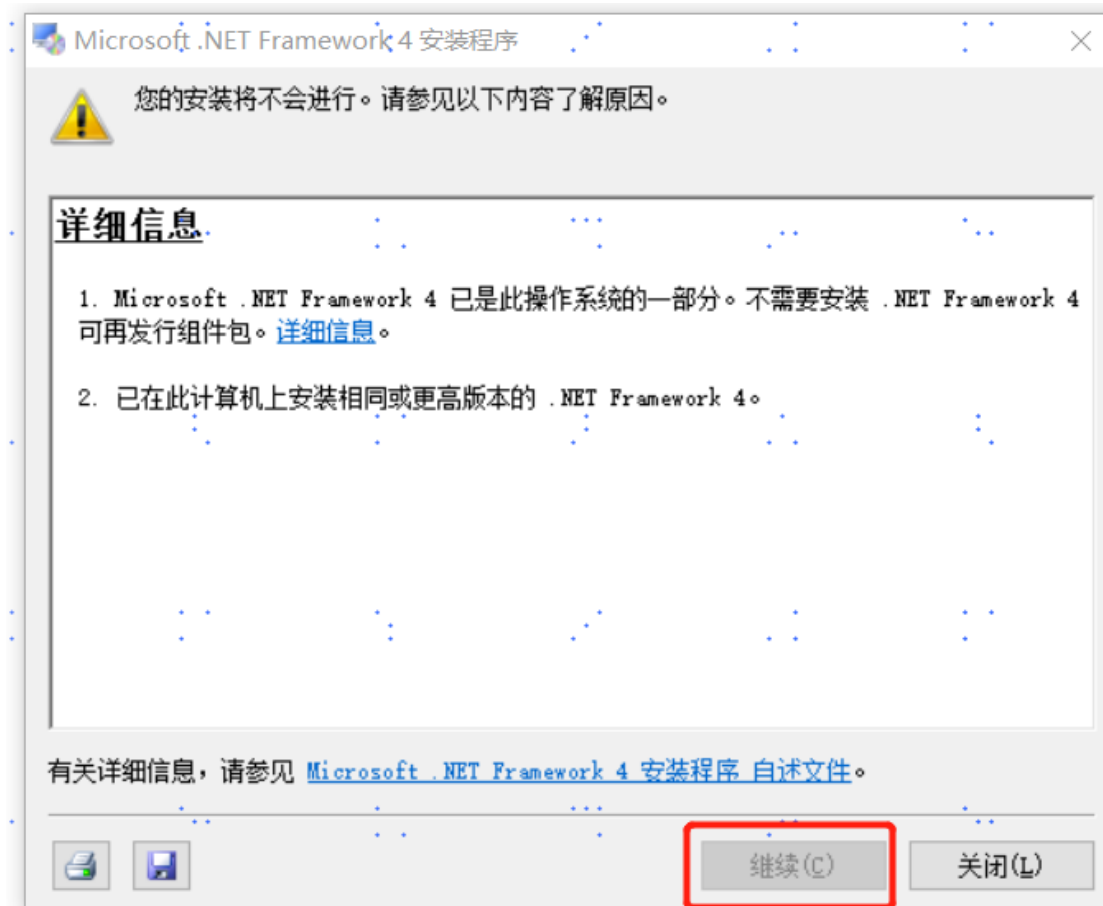 Microsoft .NET Framework 4 安装程序
您的安装将不会进行。请参见以下内容了解原因。
详细信息
1. Microsoft .NET Framework 4 已是此操作系统的一部分。不需要安装 .NET Framework 4
可再发行组件包。详细信息。
2. 已在此计算机上安装相同或更高版本的 .NET Framework 4。
有关详细信息，请参见 Microsoft .NET Framework 4 安装程序 自述文件。
继续(C) 关闭(L)